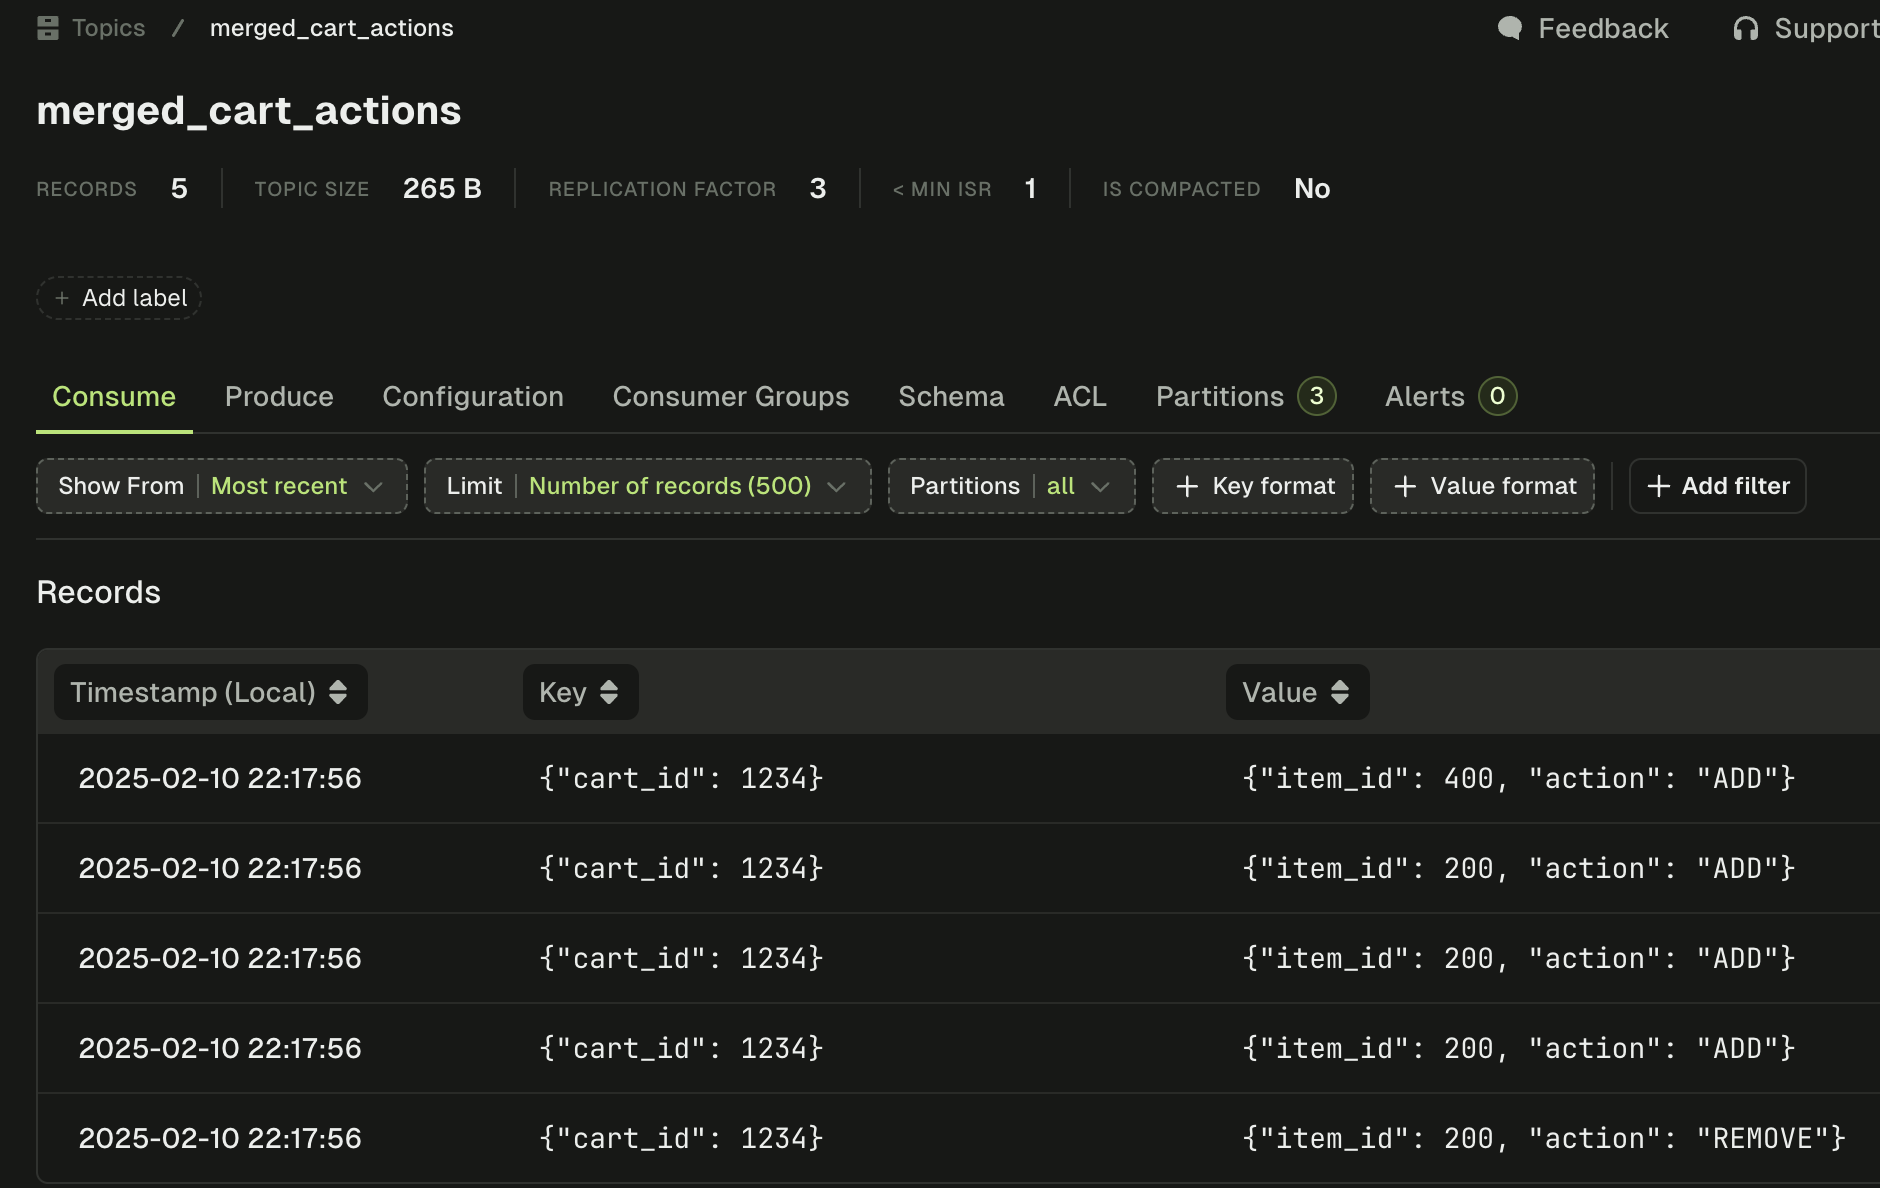 Topics / merged_cart_actions Feedback Support
merged_cart_actions
RECORDS 5 TOPIC SIZE 265 B REPLICATION FACTOR 3 < MIN ISR 1 IS COMPACTED No
+ Add label
Consume Produce Configuration Consumer Groups Schema ACL Partitions 3 Alerts 0
Show From | Most recent Limit | Number of records (500) Partitions | all + Key format + Value format + Add filter
Records
Timestamp (Local) Key Value
2025-02-10 22:17:56 {"cart_id": 1234} {"item_id": 400, "action": "ADD"}
2025-02-10 22:17:56 {"cart_id": 1234} {"item_id": 200, "action": "ADD"}
2025-02-10 22:17:56 {"cart_id": 1234} {"item_id": 200, "action": "ADD"}
2025-02-10 22:17:56 {"cart_id": 1234} {"item_id": 200, "action": "ADD"}
2025-02-10 22:17:56 {"cart_id": 1234} {"item_id": 200, "action": "REMOVE"}